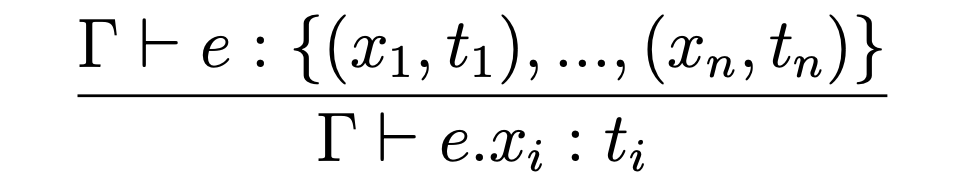 Γ ⊢ e : {(x₁, t₁), ..., (xₙ, tₙ)}
Γ ⊢ e.xᵢ : tᵢ